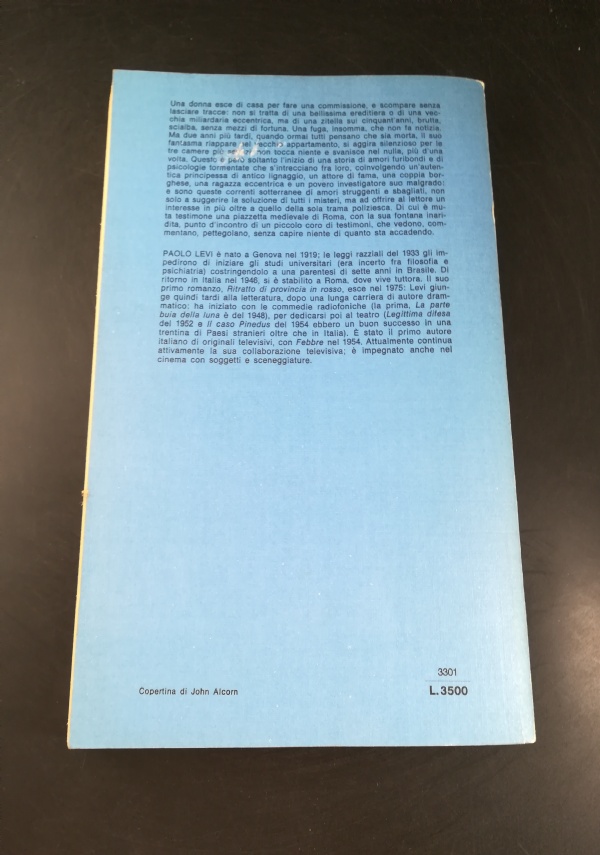 Una donna esce di casa per fare una commissione, e scompare senza
lasciare tracce: non si tratta di una bellissima ereditiera o di una vec-
chia miliardaria eccentrica, ma di una zitella sui cinquant'anni, brutta,
scialba, senza mezzi di fortuna. Una fuga, insomma, che non fa notizia.
Ma due anni più tardi, quando ormai tutti pensano che sia morta, il suo
fantasma riappare nel vecchio appartamento, si aggira silenzioso per le
tre camere più non tocca niente e svanisce nel nulla, più d'una
volta. Questo è però soltanto l'inizio di una storia di amori furibondi e di
psicologie tormentate che s'intrecciano fra loro, coinvolgendo un'auten-
tica principessa di antico lignaggio, un attore di fama, una coppia bor-
ghese, una ragazza eccentrica e un povero investigatore suo malgrado:
e sono queste correnti sotterranee di amori struggenti e sbagliati, non
solo a suggerire la soluzione di tutti i misteri, ma ad offrire al lettore un
interesse in più oltre a quello della sola trama poliziesca. Di cui è mu-
ta testimone una piazzetta medievale di Roma, con la sua fontana inari-
dita, punto d'incontro di un piccolo coro di testimoni, che vedono, com-
mentano, pettegolano, senza capire niente di quanto sta accadendo.
PAOLO LEVI è nato a Genova nel 1919; le leggi razziali del 1933 gli im-
pedirono di iniziare gli studi universitari (era incerto fra filosofia e
psichiatria) costringendolo a una parentesi di sette anni in Brasile. Di
ritorno in Italia nel 1946, si è stabilito a Roma, dove vive tuttora. Il suo
primo romanzo, Ritratto di provincia in rosso, esce nel 1975: Levi giun-
ge quindi tardi alla letteratura, dopo una lunga carriera di autore dram-
matico: ha iniziato con le commedie radiofoniche (la prima, La parte
buia della luna è del 1948), per dedicarsi poi al teatro (Legittima difesa
del 1952 e Il caso Pinedus del 1954 ebbero un buon successo in una
trentina di Paesi stranieri oltre che in Italia). È stato il primo autore
italiano di originali televisivi, con Febbre nel 1954. Attualmente continua
attivamente la sua collaborazione televisiva; è impegnato anche nel
cinema con soggetti e sceneggiature.
3301
Copertina di John Alcorn
L. 3500